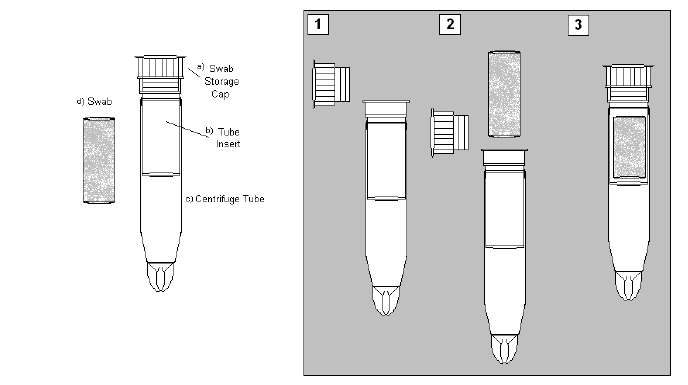 a) Swab
Storage
Cap
d) Swab
b) Tube
Insert
c) Centrifuge Tube
1
2
3